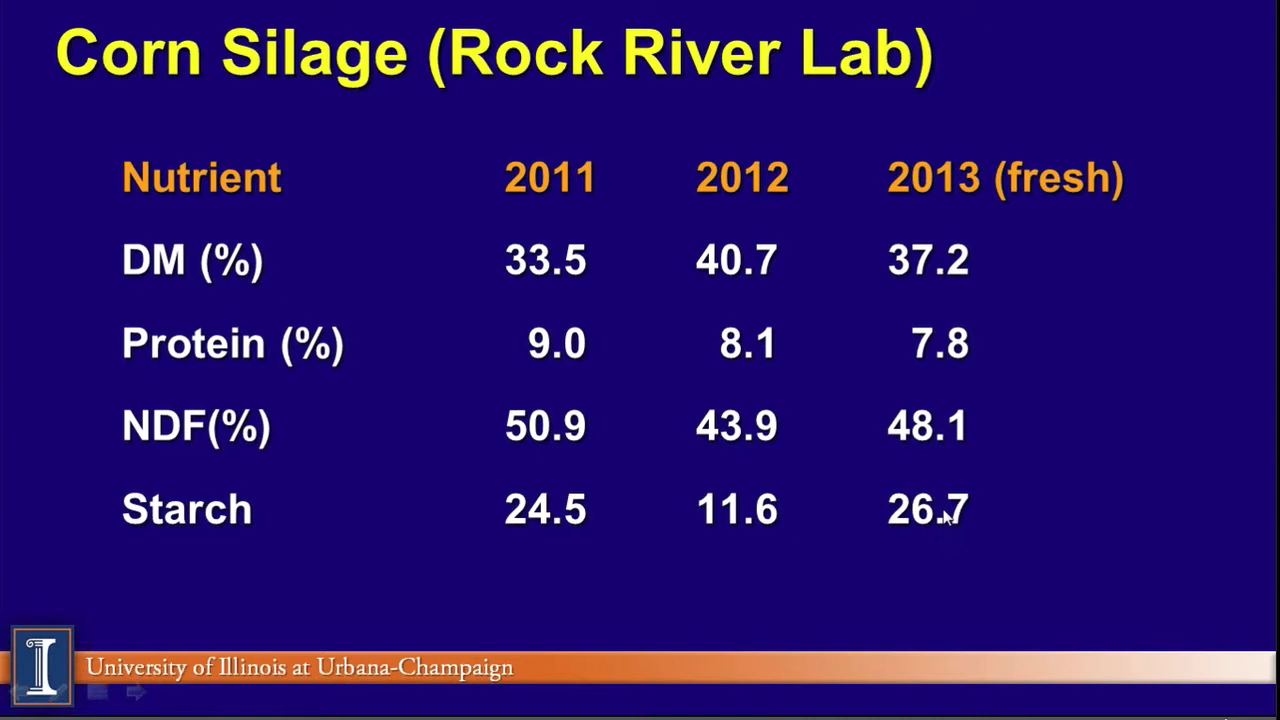 Corn Silage (Rock River Lab)
Nutrient 2011 2012 2013 (fresh)
DM (%) 33.5 40.7 37.2
Protein (%) 9.0 8.1 7.8
NDF(%) 50.9 43.9 48.1
Starch 24.5 11.6 26.7
I University of Illinois at Urbana-Champaign